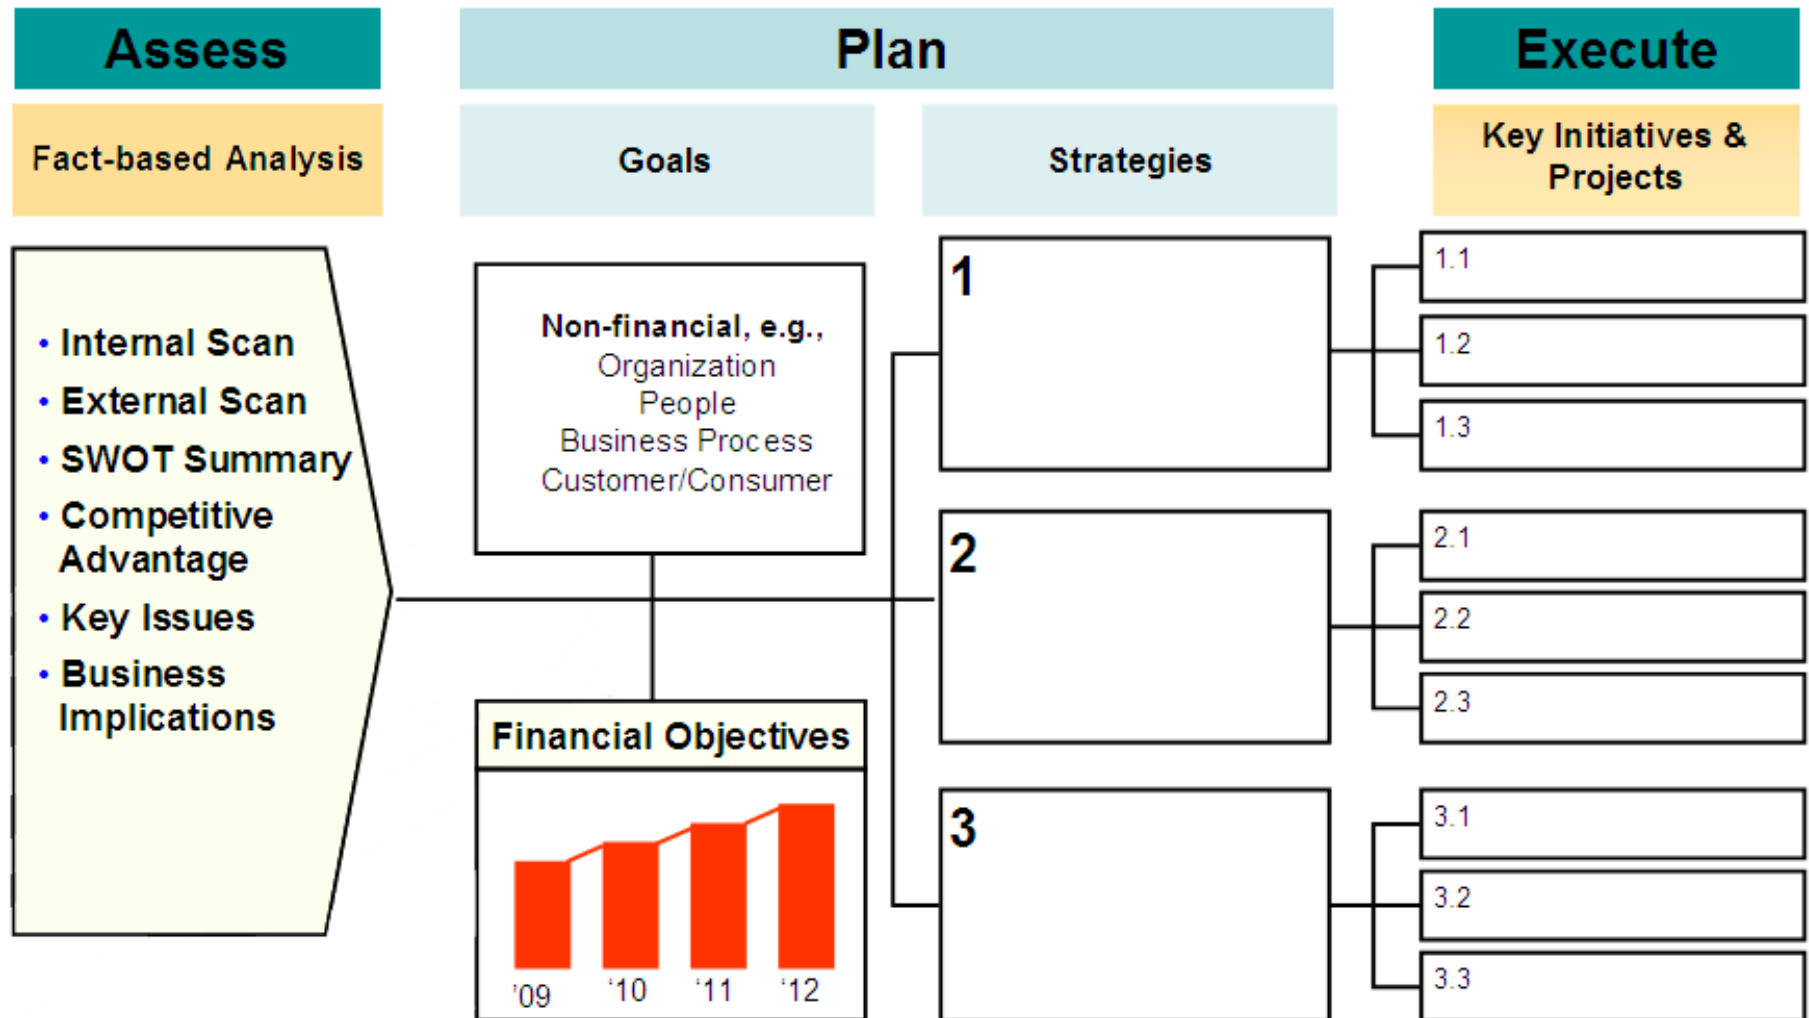 Assess
Plan
Execute
Fact-based Analysis
Goals
Strategies
Key Initiatives &
Projects
• Internal Scan
• External Scan
• SWOT Summary
• Competitive
Advantage
• Key Issues
• Business
Implications
Non-financial, e.g.,
Organization
People
Business Process
Customer/Consumer
Financial Objectives
'09
‘10
‘11
‘12
1
2
3
1.1
1.2
1.3
2.1
2.2
2.3
3.1
3.2
3.3